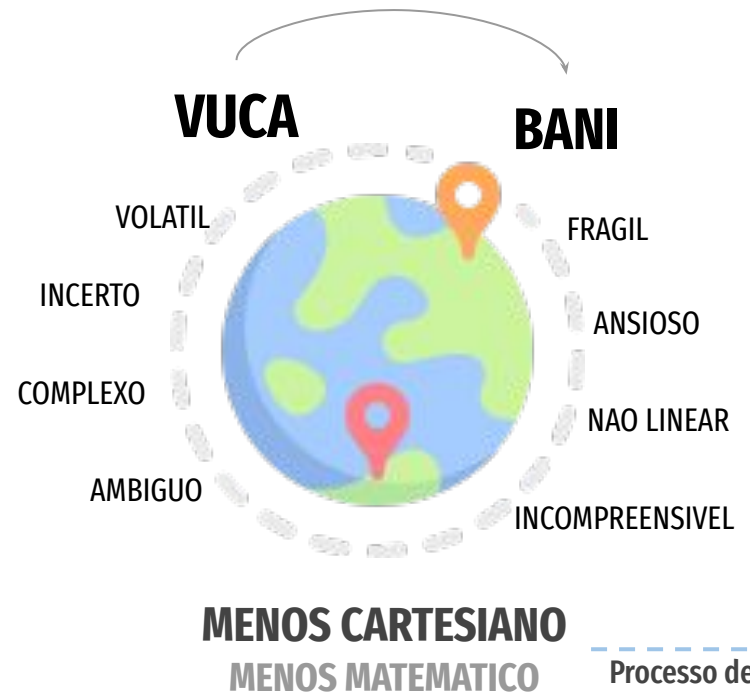 VUCA
BANI
VOLATIL
INCERTO
COMPLEXO
AMBIGUO
FRAGIL
ANSIOSO
NAO LINEAR
INCOMPREENSIVEL
MENOS CARTESIANO
MENOS MATEMATICO
Processo de